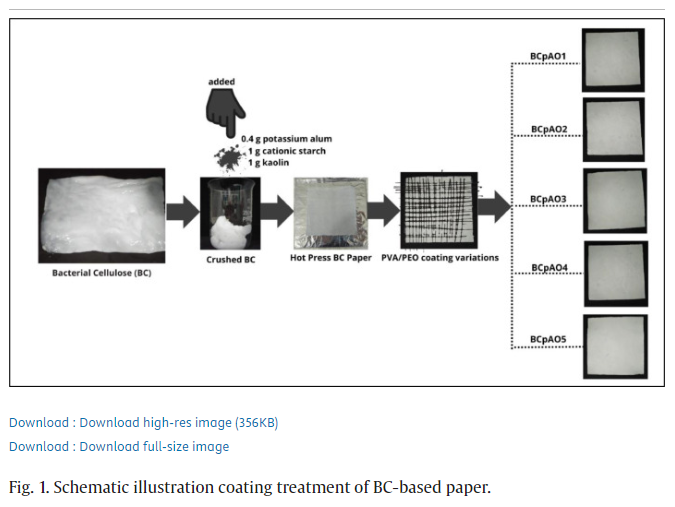 added
0.4 g potassium alum
1 g cationic starch
1 g kaolin
Bacterial Cellulose (BC)
Crushed BC
Hot Press BC Paper
PVA/PEO coating variations
BCpAO1
BCpAO2
BCpAO3
BCpAO4
BCpAO5
Download : Download high-res image (356KB)
Download : Download full-size image
Fig. 1. Schematic illustration coating treatment of BC-based paper.